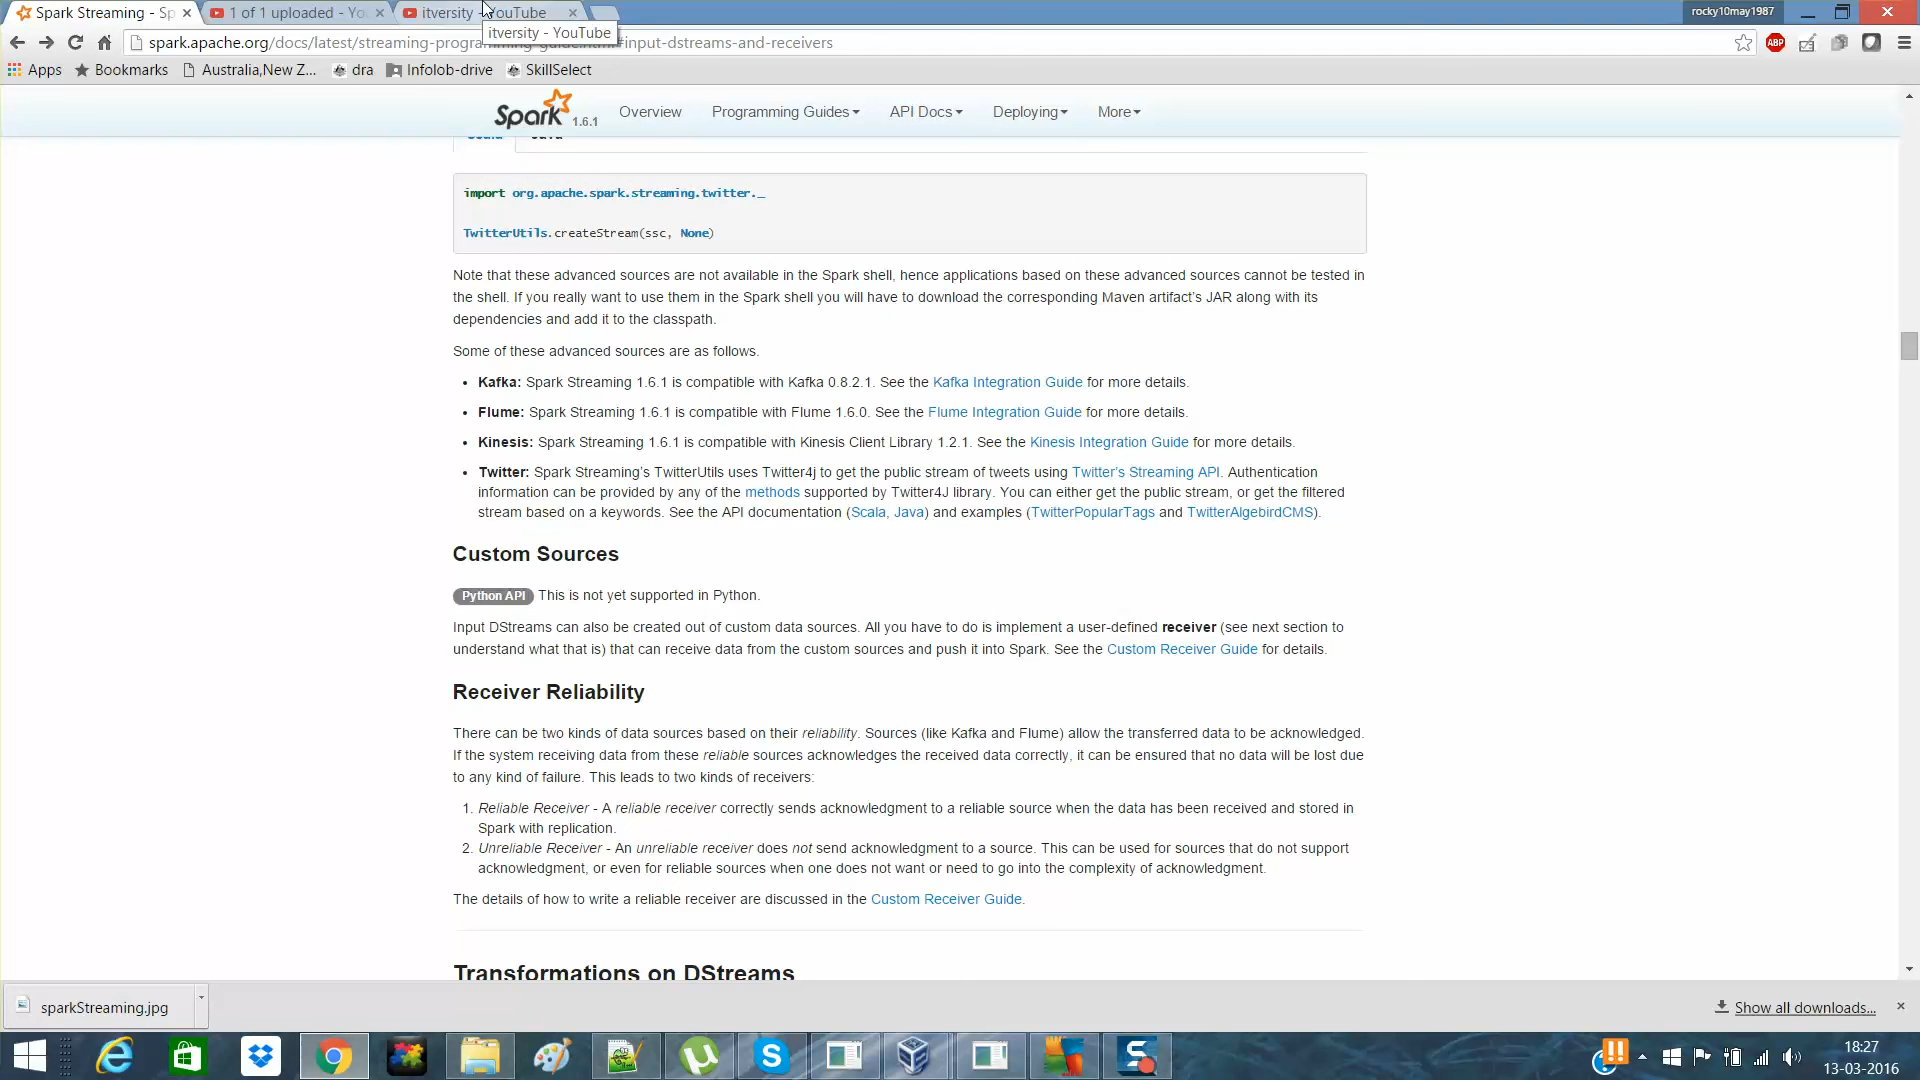 Spark Streaming - Sp
1 of 1 uploaded - Yo
itversity - YouTube
rocky10may1987
itversity - YouTube
spark.apache.org/docs/latest/streaming-programming-guide.html#input-dstreams-and-receivers
ABP
Apps Bookmarks Australia,New Z... dra Infolob-drive SkillSelect
Spark 1.6.1 Overview Programming Guides API Docs Deploying More
Scala Java
import org.apache.spark.streaming.twitter._
TwitterUtils.createStream(ssc, None)
Note that these advanced sources are not available in the Spark shell, hence applications based on these advanced sources cannot be tested in
the shell. If you really want to use them in the Spark shell you will have to download the corresponding Maven artifact's JAR along with its
dependencies and add it to the classpath.
Some of these advanced sources are as follows.
• Kafka: Spark Streaming 1.6.1 is compatible with Kafka 0.8.2.1. See the Kafka Integration Guide for more details.
• Flume: Spark Streaming 1.6.1 is compatible with Flume 1.6.0. See the Flume Integration Guide for more details.
• Kinesis: Spark Streaming 1.6.1 is compatible with Kinesis Client Library 1.2.1. See the Kinesis Integration Guide for more details.
• Twitter: Spark Streaming's TwitterUtils uses Twitter4j to get the public stream of tweets using Twitter's Streaming API. Authentication
information can be provided by any of the methods supported by Twitter4J library. You can either get the public stream, or get the filtered
stream based on a keywords. See the API documentation (Scala, Java) and examples (TwitterPopularTags and TwitterAlgebirdCMS).
Custom Sources
Python API This is not yet supported in Python.
Input DStreams can also be created out of custom data sources. All you have to do is implement a user-defined receiver (see next section to
understand what that is) that can receive data from the custom sources and push it into Spark. See the Custom Receiver Guide for details.
Receiver Reliability
There can be two kinds of data sources based on their reliability. Sources (like Kafka and Flume) allow the transferred data to be acknowledged.
If the system receiving data from these reliable sources acknowledges the received data correctly, it can be ensured that no data will be lost due
to any kind of failure. This leads to two kinds of receivers:
1. Reliable Receiver - A reliable receiver correctly sends acknowledgment to a reliable source when the data has been received and stored in
Spark with replication.
2. Unreliable Receiver - An unreliable receiver does not send acknowledgment to a source. This can be used for sources that do not support
acknowledgment, or even for reliable sources when one does not want or need to go into the complexity of acknowledgment.
The details of how to write a reliable receiver are discussed in the Custom Receiver Guide.
Transformations on DStreams
sparkStreaming.jpg
Show all downloads...
18:27
13-03-2016